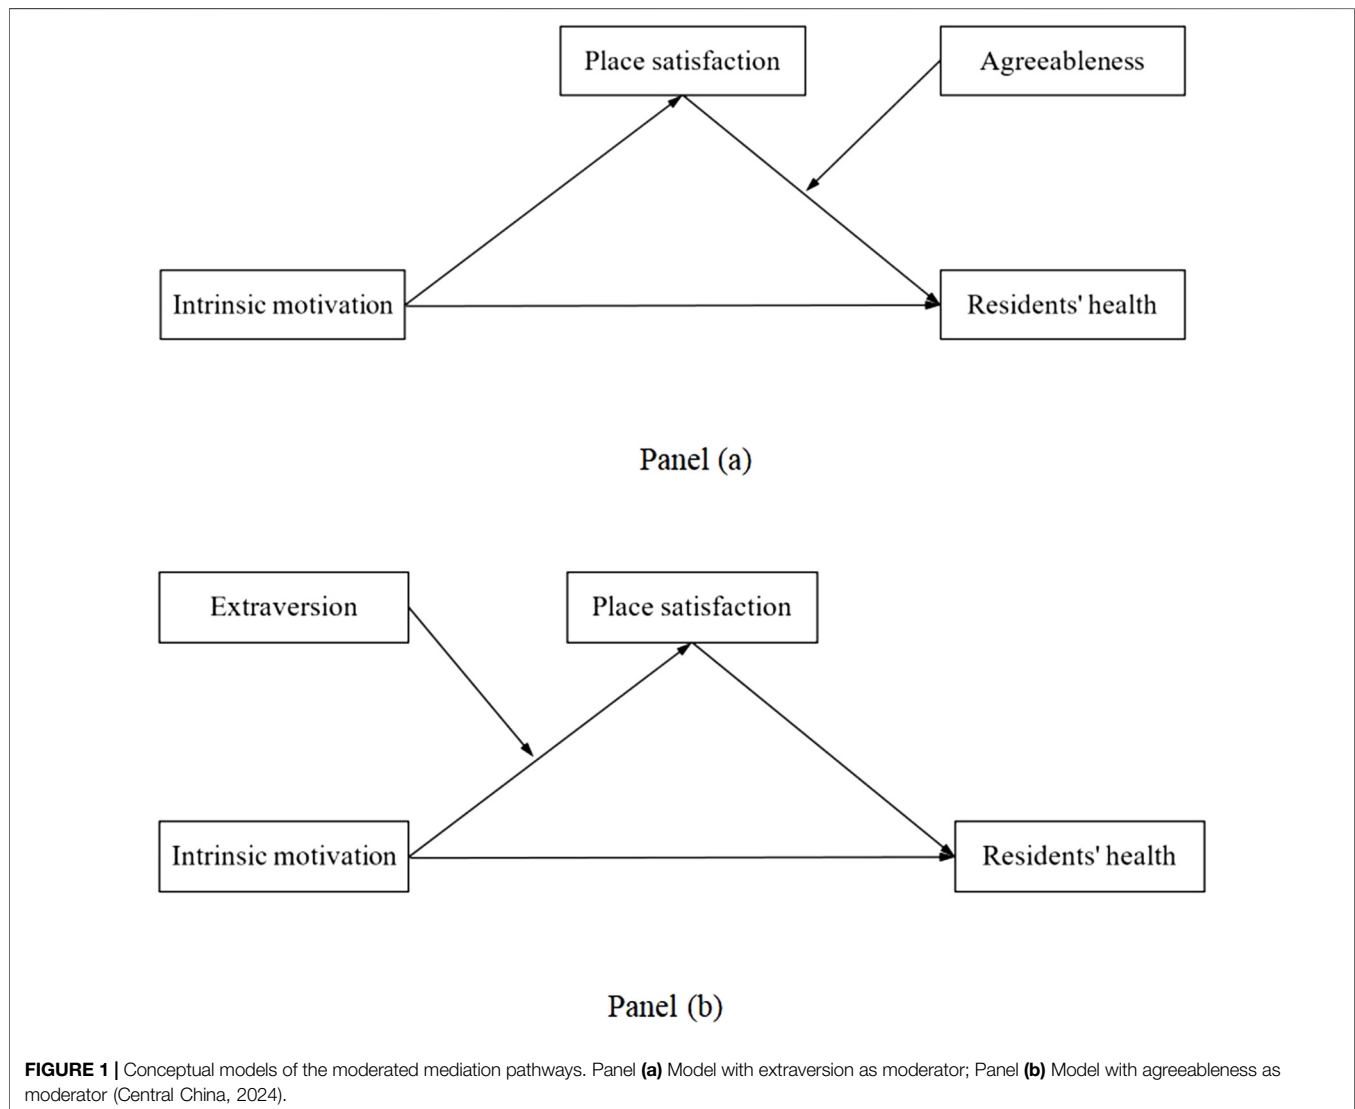 Place satisfaction
Agreeableness
Intrinsic motivation
Residents' health
Panel (a)
Extraversion
Place satisfaction
Intrinsic motivation
Residents' health
Panel (b)
FIGURE 1 | Conceptual models of the moderated mediation pathways. Panel (a) Model with extraversion as moderator; Panel (b) Model with agreeableness as
moderator (Central China, 2024).